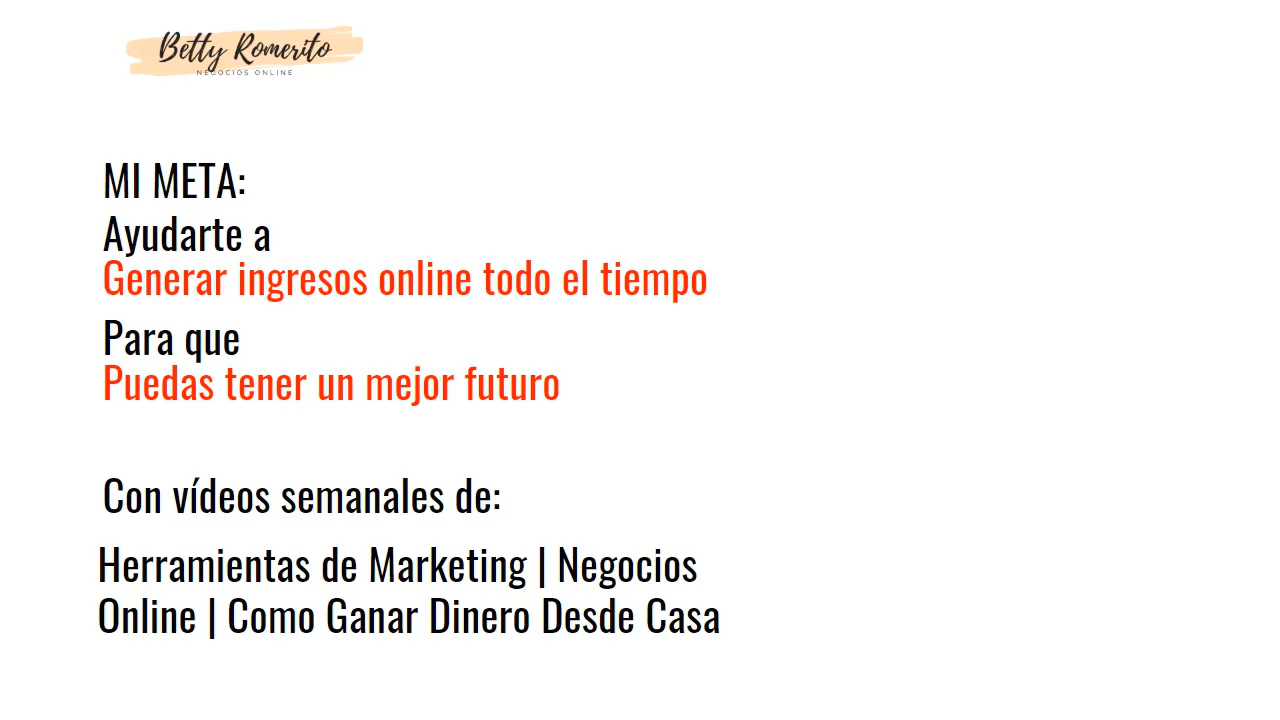 Betty Romerito
NEGOCIOS ONLINE
MI META:
Ayudarte a
Generar ingresos online todo el tiempo
Para que
Puedas tener un mejor futuro
Con vídeos semanales de:
Herramientas de Marketing | Negocios
Online | Como Ganar Dinero Desde Casa